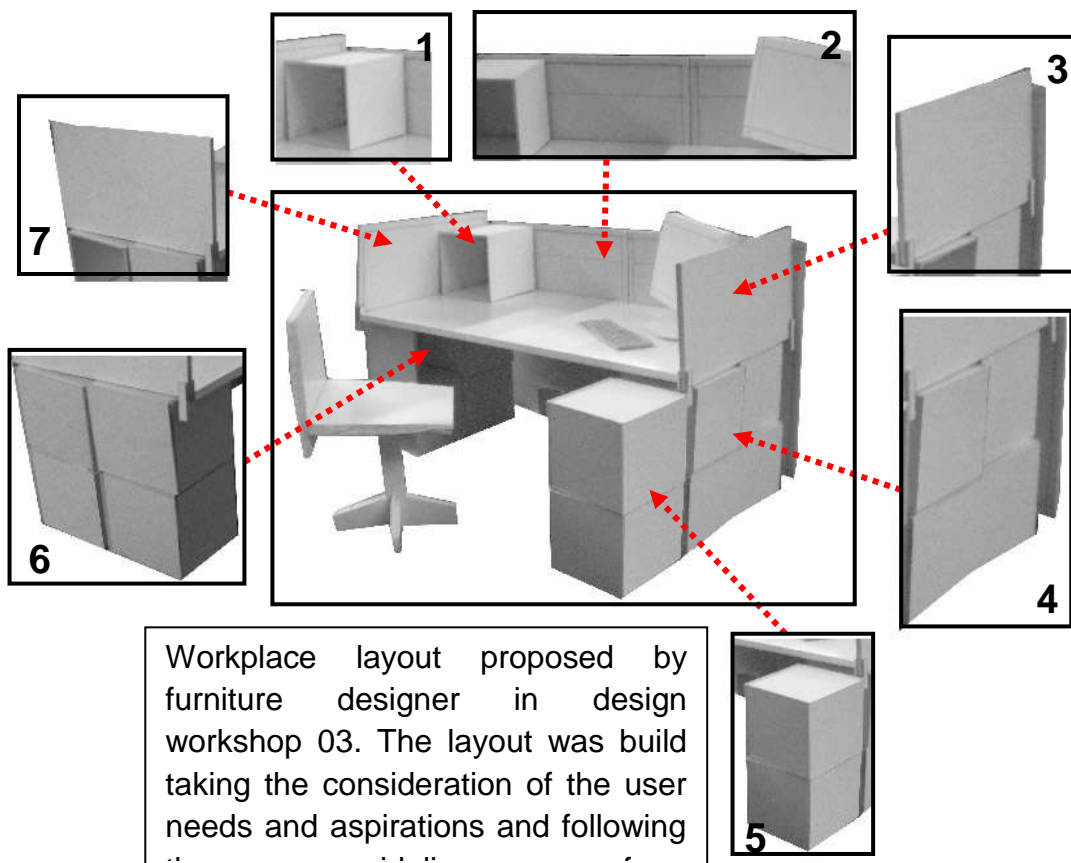 1
2
3
7
6
4
Workplace layout proposed by
furniture designer in design
workshop 03. The layout was build
taking the consideration of the user
needs and aspirations and following
5